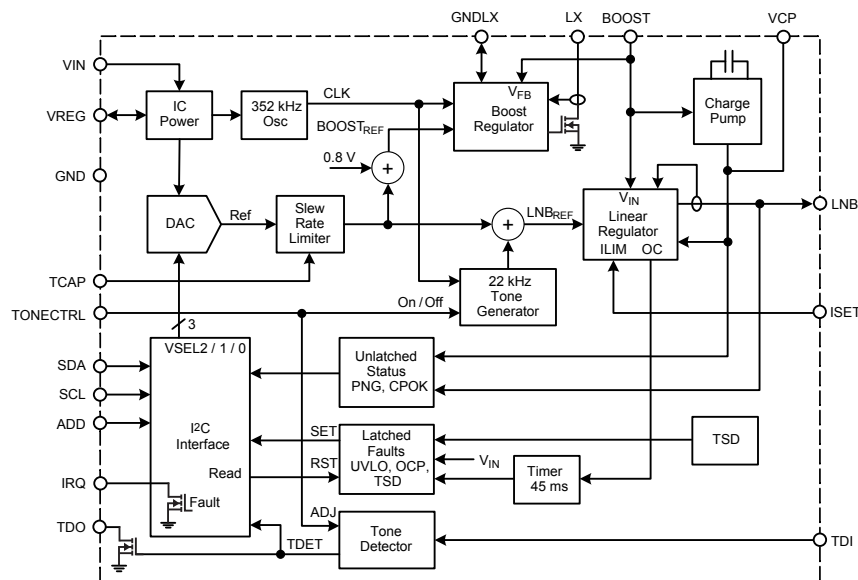 GNDLX
LX
BOOST
VCP
VIN
VREG
GND
TCAP
TONECTRL
SDA
SCL
ADD
IRQ
TDO
IC
Power
352 kHz
Osc
CLK
BOOSTREF
0.8 V
VFB
Boost
Regulator
Charge
Pump
DAC
Ref
Slew
Rate
Limiter
LNBREF
VIN
Linear
Regulator
ILIM OC
LNB
ISET
22 kHz
Tone
Generator
On / Off
3
VSEL2 / 1 / 0
I2C
Interface
Read
Fault
Unlatched
Status
PNG, CPOK
SET
RST
Latched
Faults
UVLO, OCP,
TSD
VIN
Timer
45 ms
TSD
ADJ
TDET
Tone
Detector
TDI